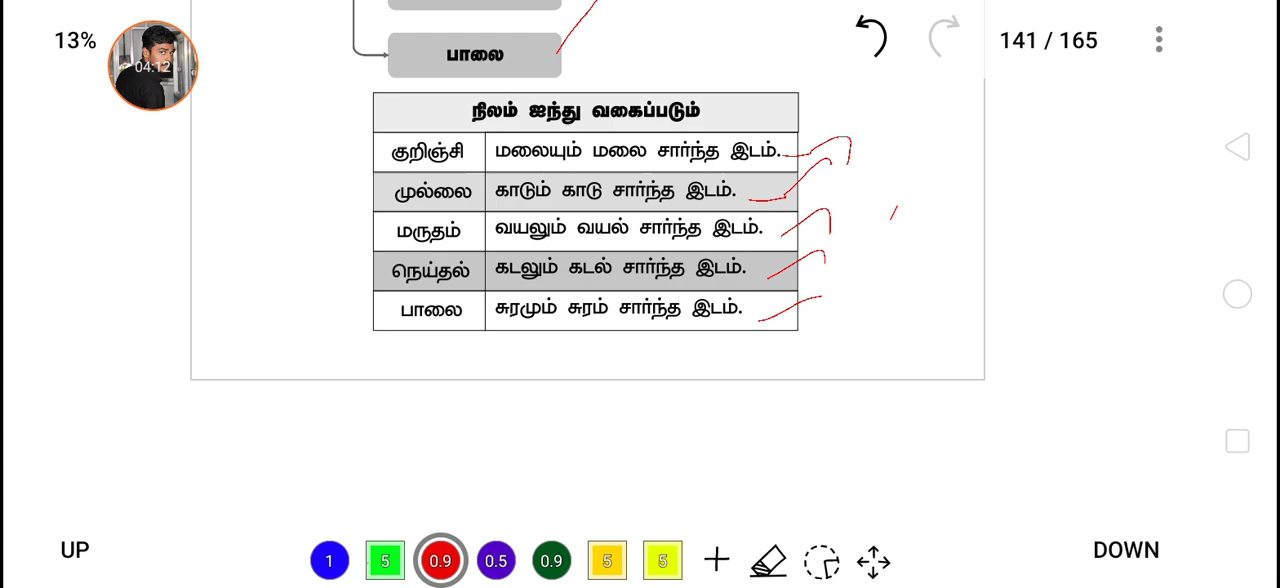 13%
04:12
141 / 165
பாலை
நிலம் ஐந்து வகைப்படும்
குறிஞ்சி மலையும் மலை சார்ந்த இடம்.
முல்லை காடும் காடு சார்ந்த இடம்.
மருதம் வயலும் வயல் சார்ந்த இடம்.
நெய்தல் கடலும் கடல் சார்ந்த இடம்.
பாலை சுரமும் சுரம் சார்ந்த இடம்.
UP
1 5 0.9 0.5 0.9 5 5
DOWN